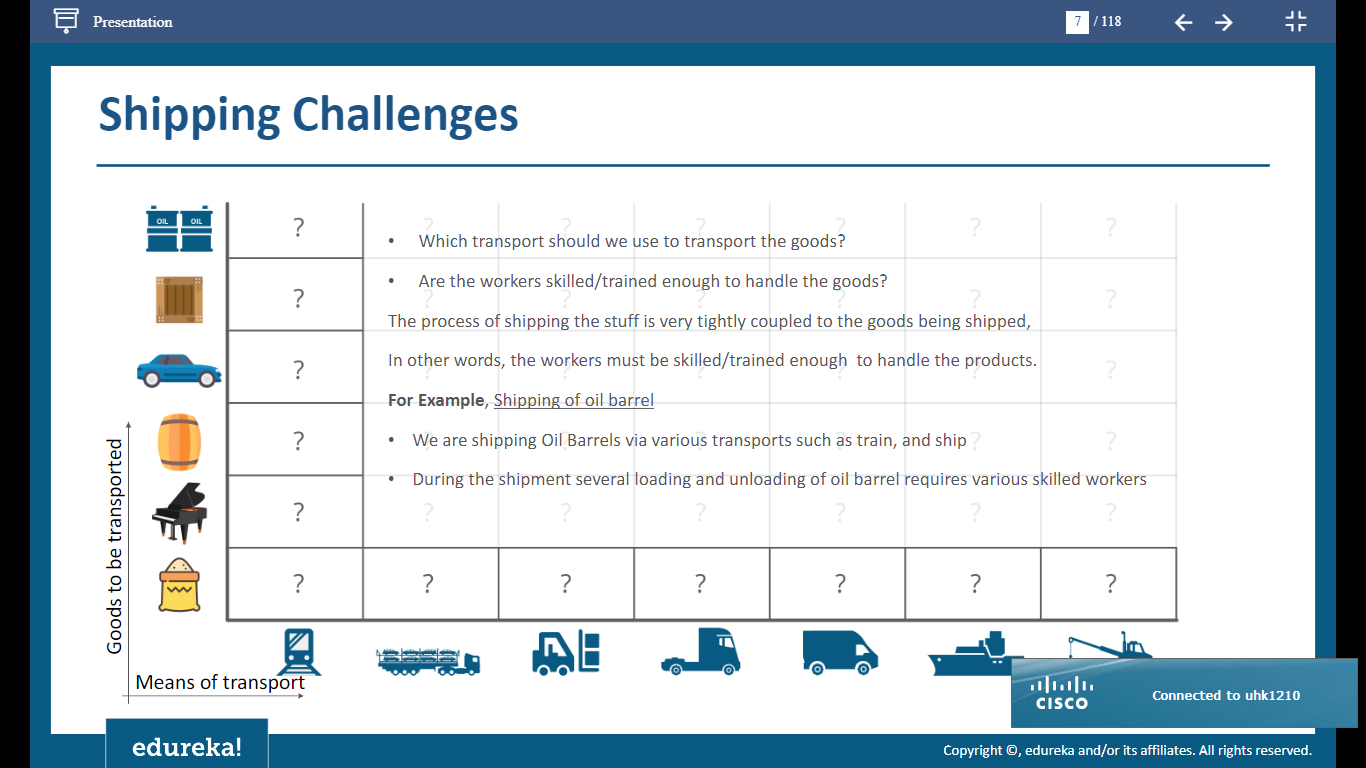 Presentation
7 / 118
Shipping Challenges
OIL OIL
? ? ? ? ? ? ?
• Which transport should we use to transport the goods?
• Are the workers skilled/trained enough to handle the goods?
? ? ? ? ? ? ?
The process of shipping the stuff is very tightly coupled to the goods being shipped,
In other words, the workers must be skilled/trained enough to handle the products.
? ? ? ? ? ? ?
For Example, Shipping of oil barrel
• We are shipping Oil Barrels via various transports such as train, and ship
? ? ? ? ? ? ?
• During the shipment several loading and unloading of oil barrel requires various skilled workers
? ? ? ? ? ? ?
? ? ? ? ? ? ?
Goods to be transported
Means of transport
CISCO
Connected to uhk1210
edureka!
Copyright ©, edureka and/or its affiliates. All rights reserved.